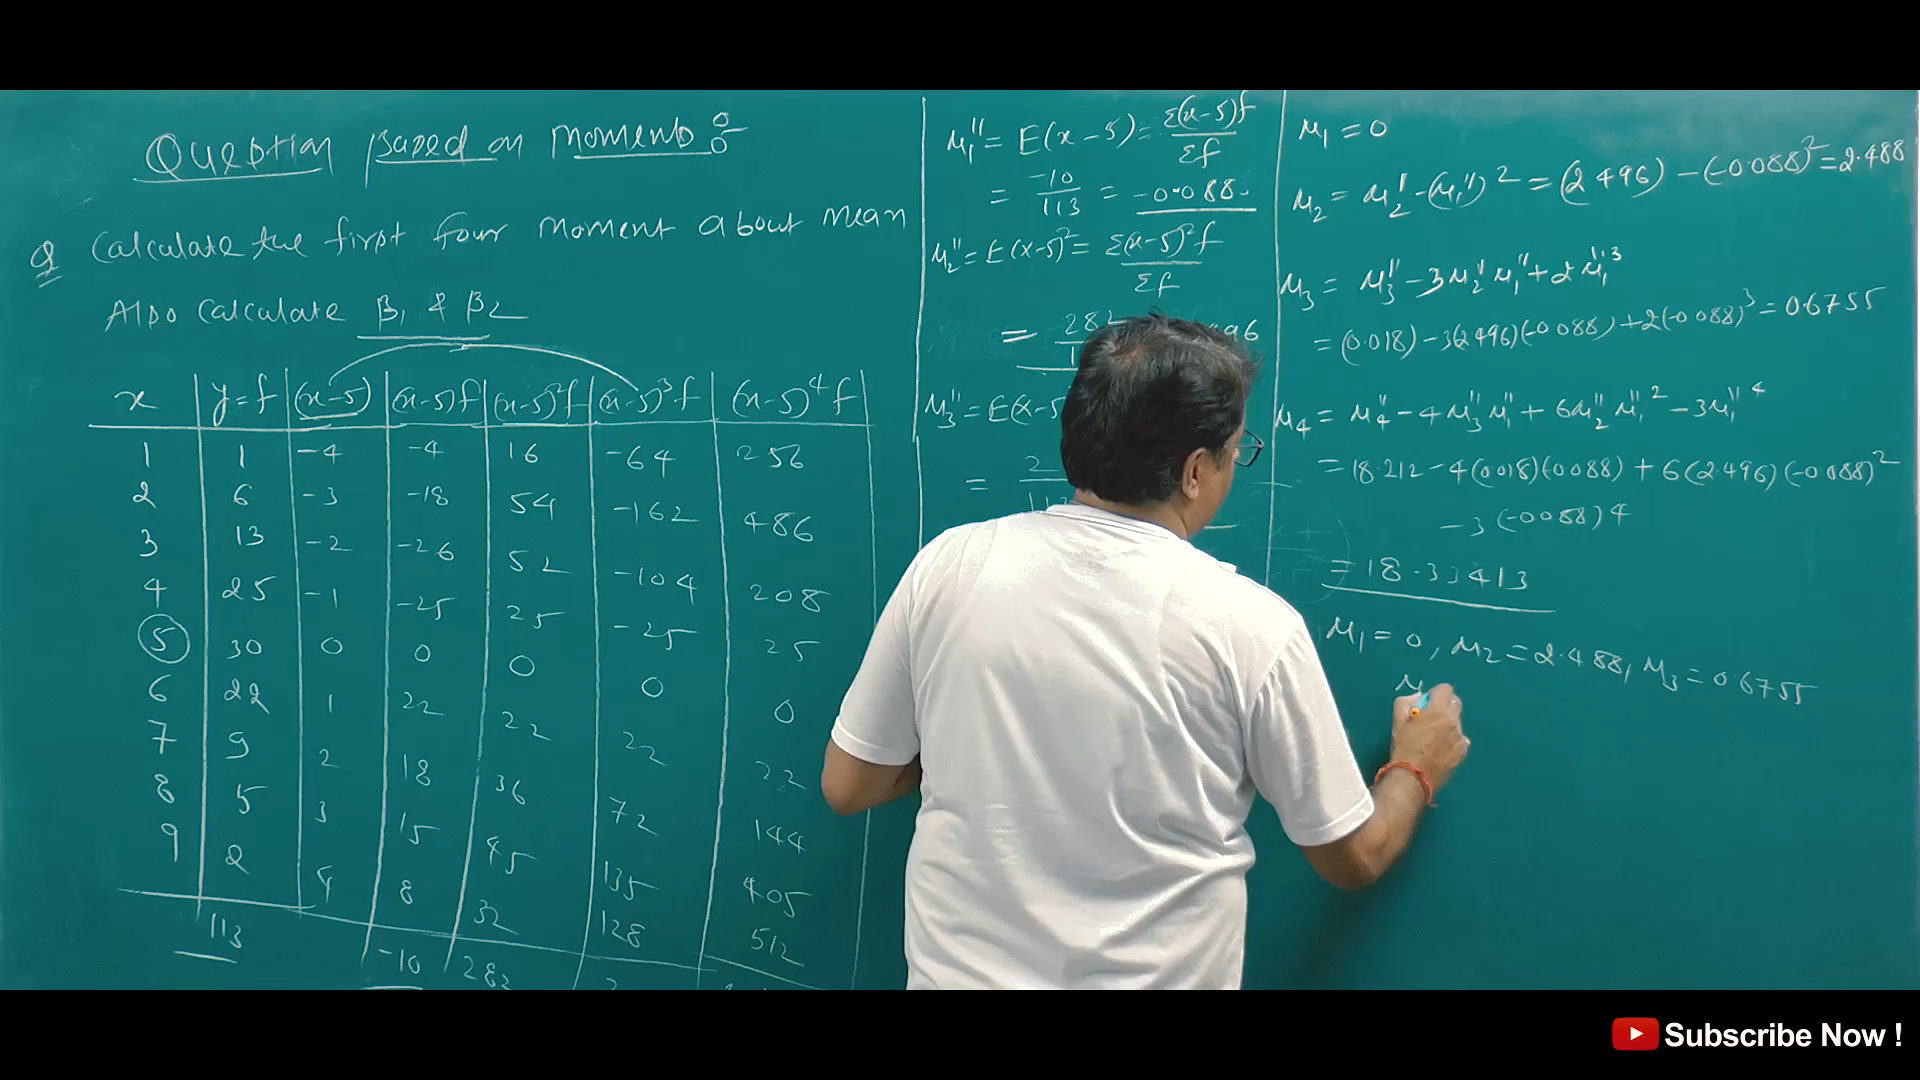 Question Based on Moments :-
Q Calculate the first four moment about mean
Also calculate β₁ & β₂
x | y=f | (x-5) | (x-5)f | (x-5)²f | (x-5)³f | (x-5)⁴f
1 | 1 | -4 | -4 | 16 | -64 | 256
2 | 6 | -3 | -18 | 54 | -162 | 486
3 | 13 | -2 | -26 | 52 | -104 | 208
4 | 25 | -1 | -25 | 25 | -25 | 25
5 | 30 | 0 | 0 | 0 | 0 | 0
6 | 22 | 1 | 22 | 22 | 22 | 22
7 | 9 | 2 | 18 | 36 | 72 | 144
8 | 5 | 3 | 15 | 45 | 135 | 405
9 | 2 | 4 | 8 | 32 | 128 | 512
113 | -10 | 282
μ₁'' = E(x-5) = Σ(x-5)f / Σf
= -10/113 = -0.088
μ₂'' = E(x-5)² = Σ(x-5)²f / Σf
μ₃'' = E(x-5
μ₁ = 0
μ₂ = μ₂'' - (μ₁'')² = (2.496) - (-0.088)² = 2.488
μ₃ = μ₃'' - 3μ₂''μ₁'' + 2μ₁''³
= (0.018) - 3(2.496)(-0.088) + 2(-0.088)³ = 0.6755
μ₄ = μ₄'' - 4μ₃''μ₁'' + 6μ₂''μ₁''² - 3μ₁''⁴
= 18.212 - 4(0.018)(0.088) + 6(2.496)(-0.088)²
-3(-0.088)4
= 18.33413
μ₁ = 0, μ₂ = 2.488, μ₃ = 0.6755
μ
Subscribe Now !